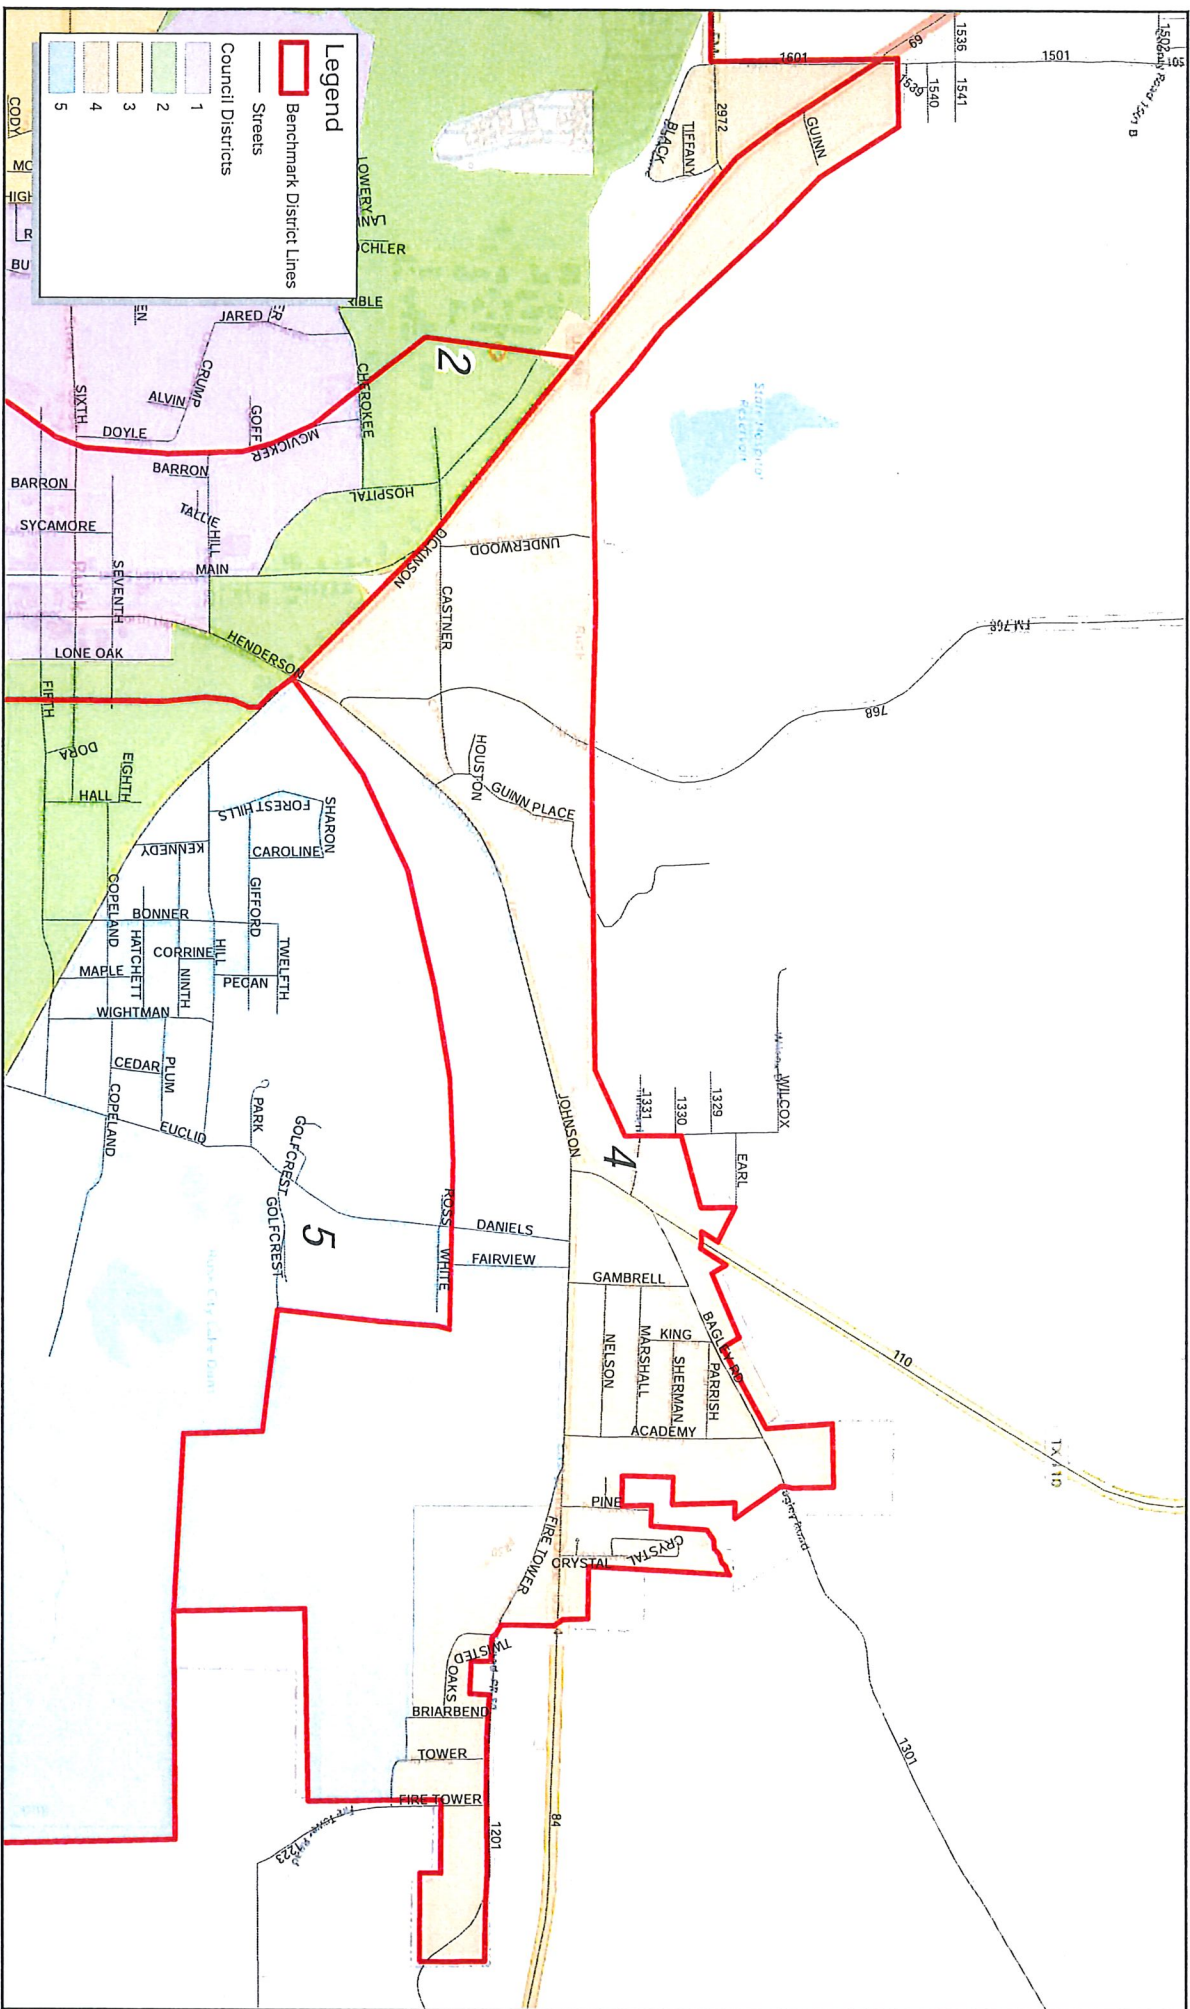 Legend
Benchmark District Lines
Streets
Council Districts
1
2
3
4
5
1502
105
1501
1536
1541
1540
1539
69
1601
GUINN
2972
TIFFANY
BLACK
State Hospital
Reservoir
LOWERY
RIBLE
JARED
CRUMP
ALVIN
SIXTH
DOYLE
GOFF
CHEROKEE
MCVICKER
2
BARRON
BARRON
SYCAMORE
TALLIE
HILL
HOSPITAL
SEVENTH
MAIN
DICKINSON
UNDERWOOD
CASTNER
HENDERSON
LONE OAK
FIFTH
DORA
EIGHTH
HALL
FM 768
768
HOUSTON
GUINN PLACE
SHARON
FOREST HILLS
CAROLINE
KENNEDY
GIFFORD
COPELAND
BONNER
HATCHETT
CORRINE
HILL
TWELFTH
MAPLE
NINTH
PECAN
WIGHTMAN
CEDAR
PLUM
COPELAND
EUCLID
PARK
GOLFCREST
GOLFCREST
5
JOHNSON
4
1331
1330
1329
WILCOX
EARL
ROSS
DANIELS
WHITE
FAIRVIEW
GAMBRELL
KING
NELSON
MARSHALL
SHERMAN
PARRISH
BAGLEY RD
ACADEMY
110
PINE
CRYSTAL
CRYSTAL
FIRE TOWER
TWISTED
OAKS
BRIARBEND
TOWER
FIRE TOWER
1201
84
1223
1301
CODY